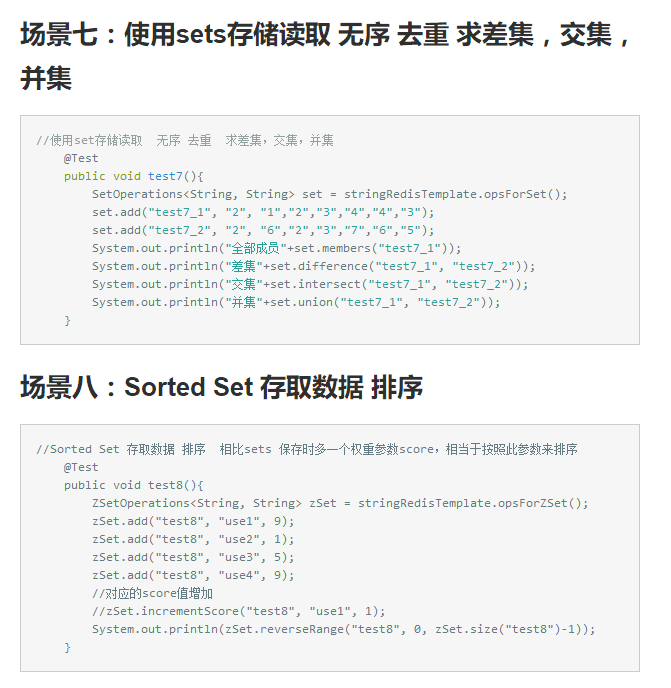 场景七：使用sets存储读取 无序 去重 求差集，交集，
并集
//使用set存储读取  无序 去重  求差集，交集，并集
    @Test
    public void test7(){
        SetOperations<String, String> set = stringRedisTemplate.opsForSet();
        set.add("test7_1", "2", "1","2","3","4","4","3");
        set.add("test7_2", "2", "6","2","3","7","6","5");
        System.out.println("全部成员"+set.members("test7_1"));
        System.out.println("差集"+set.difference("test7_1", "test7_2"));
        System.out.println("交集"+set.intersect("test7_1", "test7_2"));
        System.out.println("并集"+set.union("test7_1", "test7_2"));
    }
场景八：Sorted Set 存取数据 排序
//Sorted Set 存取数据 排序  相比sets 保存时多一个权重参数score，相当于按照此参数来排序
    @Test
    public void test8(){
        ZSetOperations<String, String> zSet = stringRedisTemplate.opsForZSet();
        zSet.add("test8", "use1", 9);
        zSet.add("test8", "use2", 1);
        zSet.add("test8", "use3", 5);
        zSet.add("test8", "use4", 9);
        //对应的score值增加
        //zSet.incrementScore("test8", "use1", 1);
        System.out.println(zSet.reverseRange("test8", 0, zSet.size("test8")-1));
    }